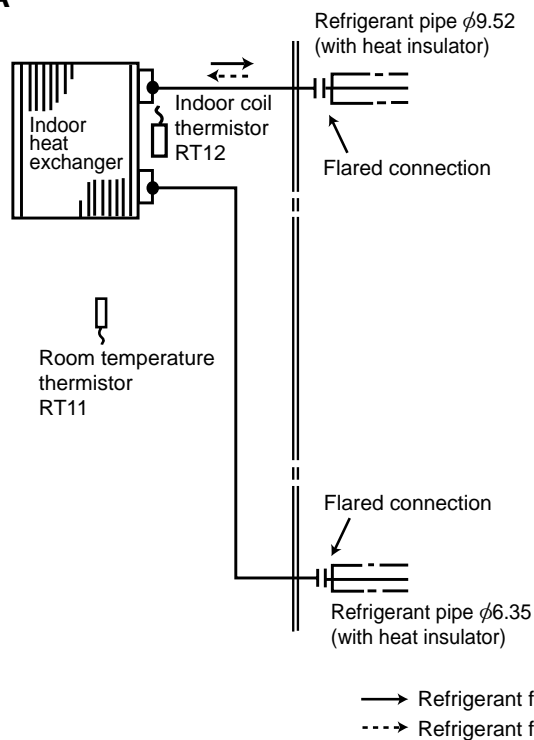 Refrigerant pipe ϕ9.52
(with heat insulator)
Indoor
heat
exchanger
Indoor coil
thermistor
RT12
Flared connection
Room temperature
thermistor
RT11
Flared connection
Refrigerant pipe ϕ6.35
(with heat insulator)
Refrigerant
Refrigerant